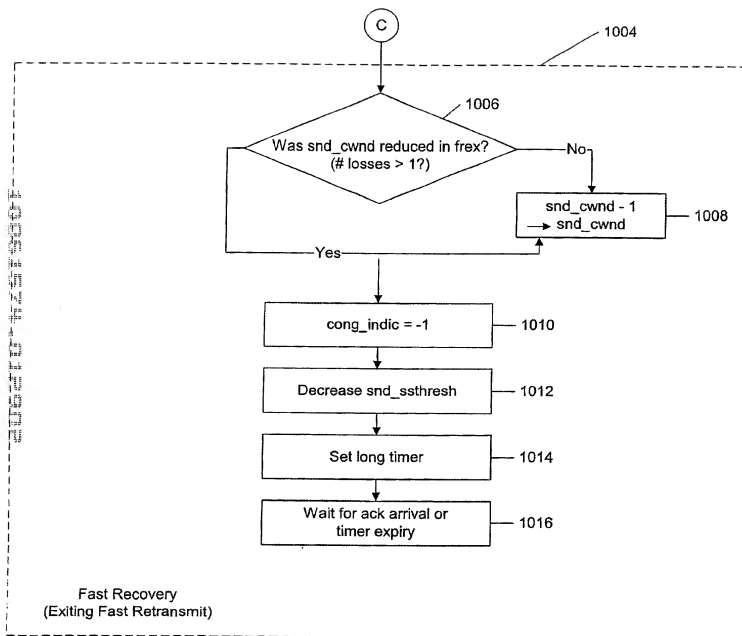 C
1004
1006
Was snd_cwnd reduced in frex?
(# losses > 1?)
No
snd_cwnd - 1
→ snd_cwnd
1008
Yes
cong_indic = -1
1010
Decrease snd_ssthresh
1012
Set long timer
1014
Wait for ack arrival or
timer expiry
1016
Fast Recovery
(Exiting Fast Retransmit)